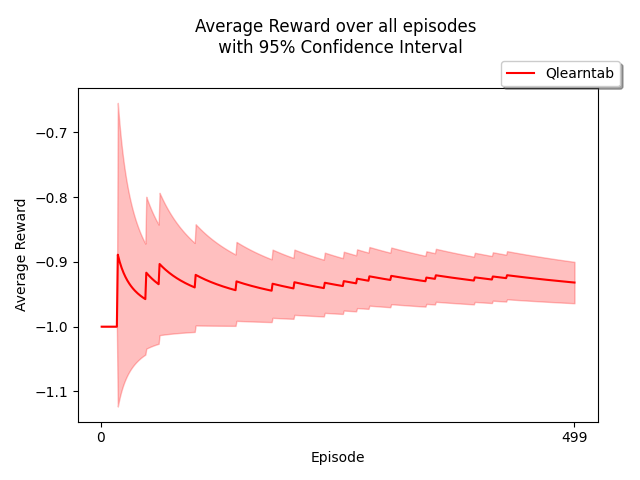 Average Reward over all episodes
with 95% Confidence Interval
Qlearntab
−0.7
−0.8
−0.9
−1.0
−1.1
Average Reward
0
499
Episode